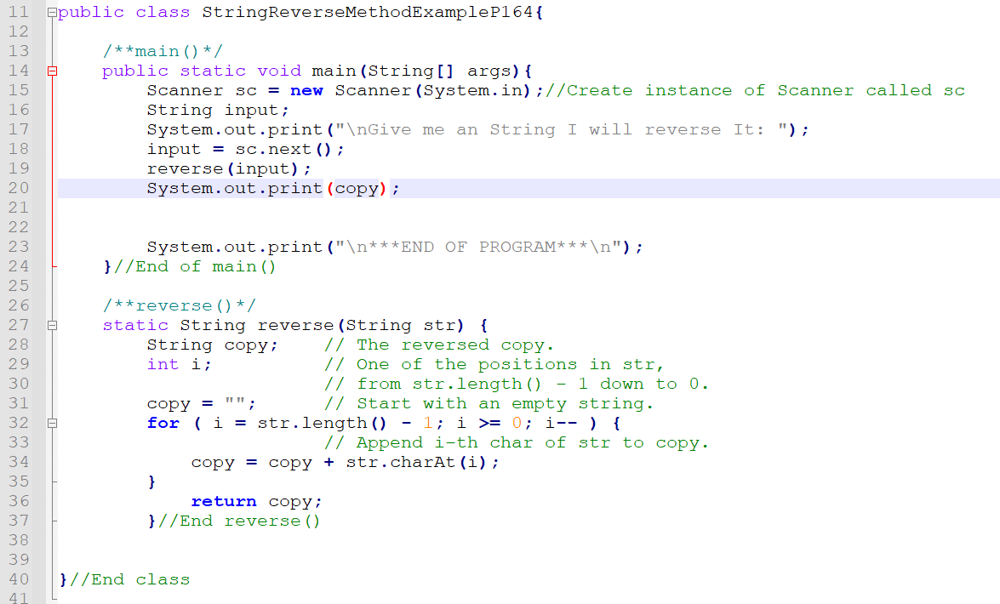 11 public class StringReverseMethodExampleP164{
12
13     /**main()*/
14     public static void main(String[] args){
15         Scanner sc = new Scanner(System.in);//Create instance of Scanner called sc
16         String input;
17         System.out.print("\nGive me an String I will reverse It: ");
18         input = sc.next();
19         reverse(input);
20         System.out.print(copy);
21
22
23         System.out.print("\n***END OF PROGRAM***\n");
24     }//End of main()
25
26     /**reverse()*/
27     static String reverse(String str) {
28         String copy;    // The reversed copy.
29         int i;          // One of the positions in str,
30                         // from str.length() - 1 down to 0.
31         copy = "";      // Start with an empty string.
32         for ( i = str.length() - 1; i >= 0; i-- ) {
33                         // Append i-th char of str to copy.
34             copy = copy + str.charAt(i);
35         }
36             return copy;
37         }//End reverse()
38
39
40 }//End class
41